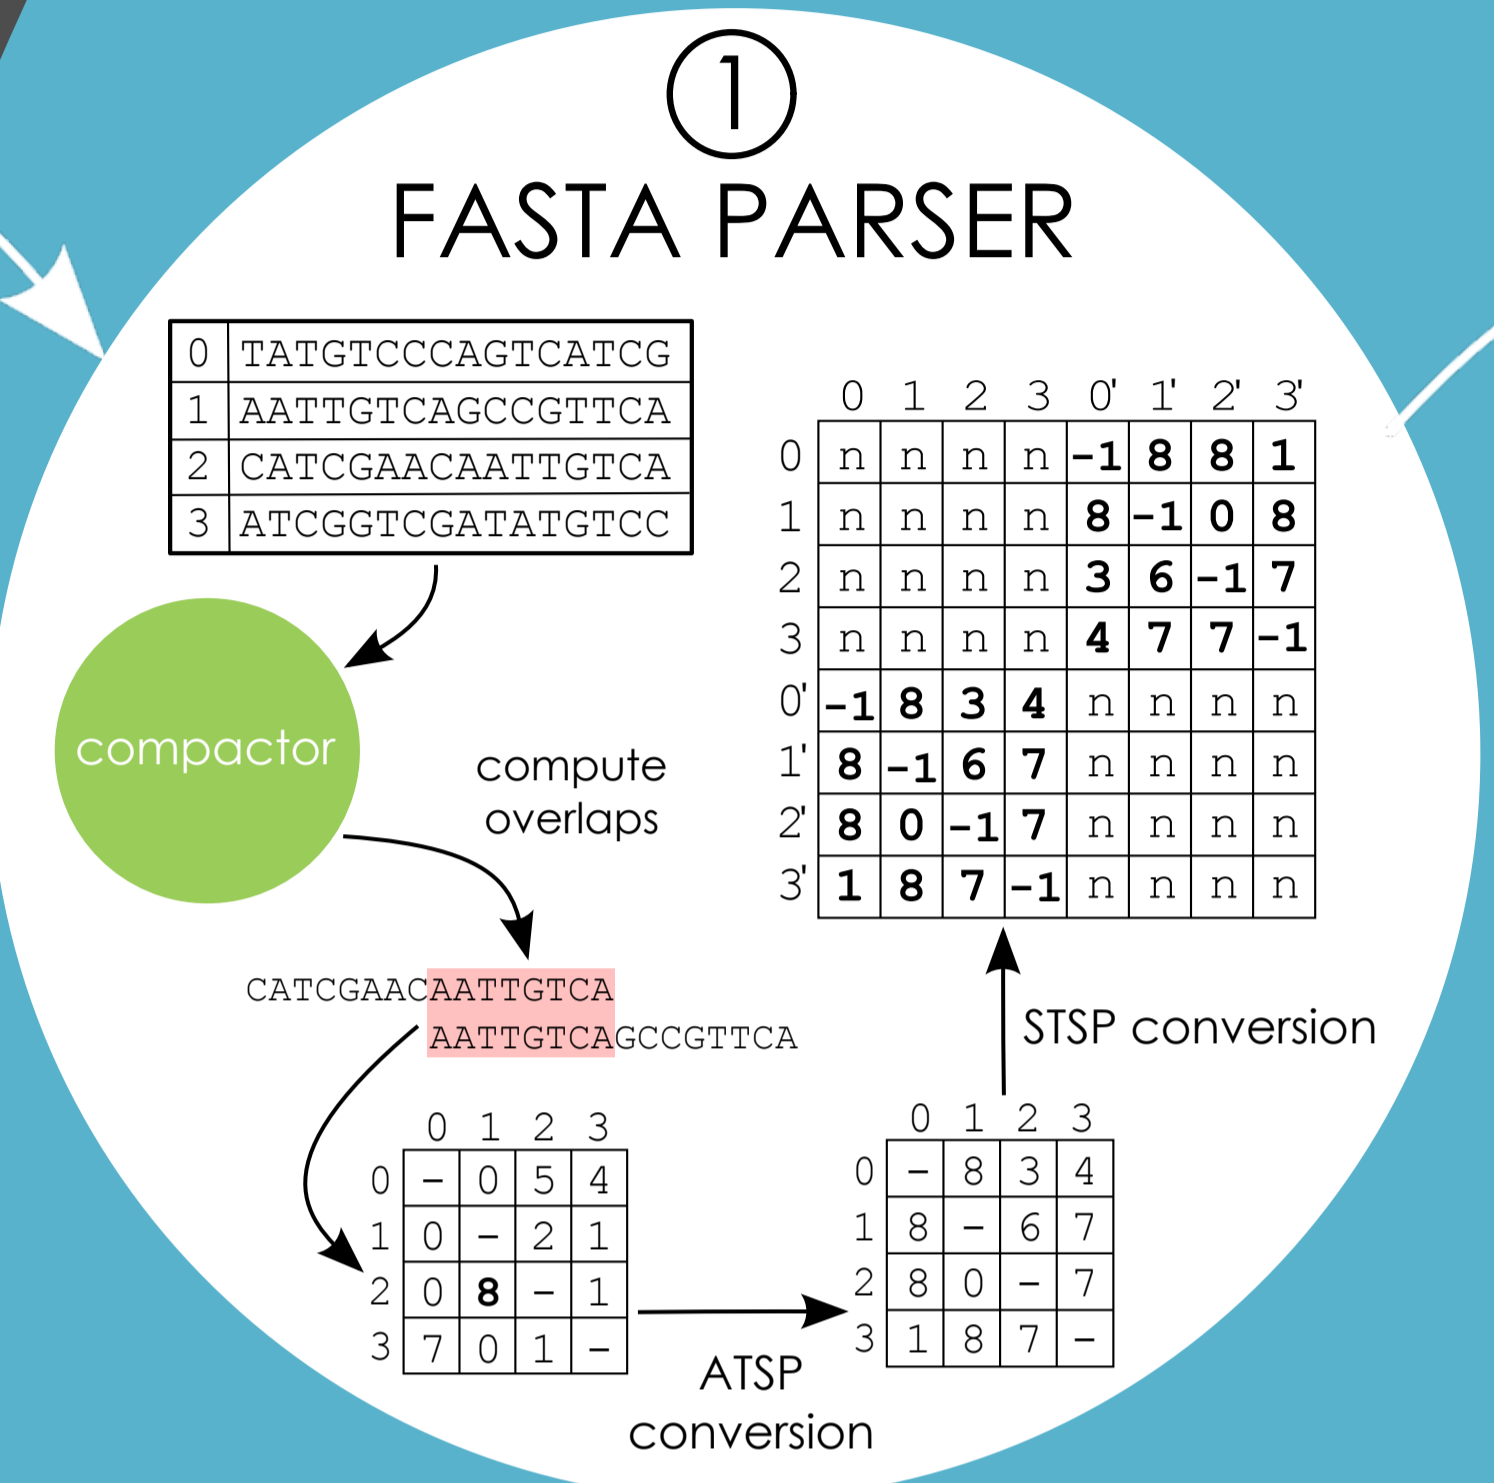 1
FASTA PARSER
0 TATGTCCCAGTCATCG
1 AATTGTCAGCCGTTCA
2 CATCGAACAATTGTCA
3 ATCGGTCGATATGTCC
compactor
compute
overlaps
CATCGAACAATTGTCA
AATTGTCAGCCGTTCA
0 1 2 3
0 - 0 5 4
1 0 - 2 1
2 0 8 - 1
3 7 0 1 -
ATSP
conversion
0 1 2 3
0 - 8 3 4
1 8 - 6 7
2 8 0 - 7
3 1 8 7 -
STSP conversion
0 1 2 3 0' 1' 2' 3'
0 n n n n -1 8 8 1
1 n n n n 8 -1 0 8
2 n n n n 3 6 -1 7
3 n n n n 4 7 7 -1
0' -1 8 3 4 n n n n
1' 8 -1 6 7 n n n n
2' 8 0 -1 7 n n n n
3' 1 8 7 -1 n n n n